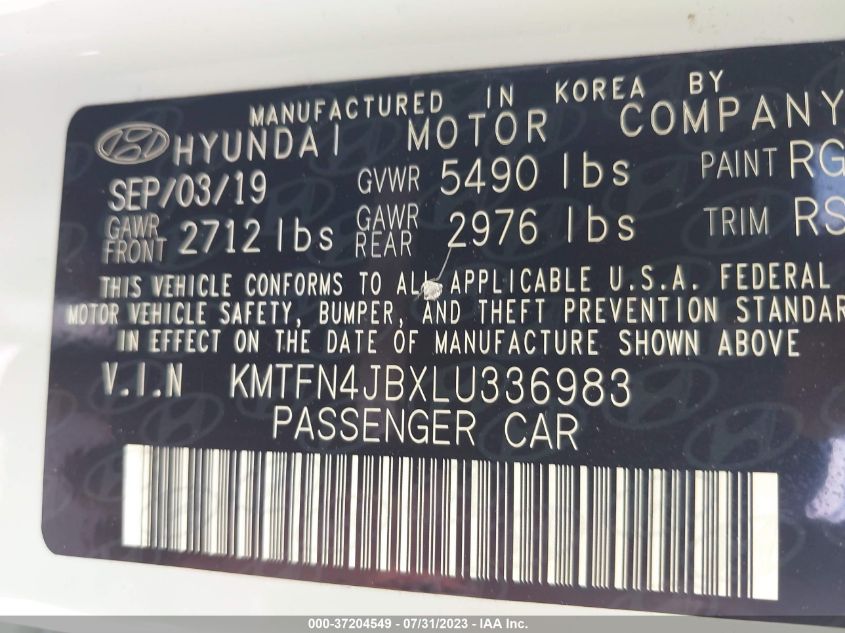 MANUFACTURED IN KOREA BY
HYUNDAI MOTOR COMPANY
SEP/03/19 GVWR 5490 lbs PAINT RG
GAWR FRONT 2712 lbs GAWR REAR 2976 lbs TRIM RS
THIS VEHICLE CONFORMS TO ALL APPLICABLE U.S.A. FEDERAL
MOTOR VEHICLE SAFETY, BUMPER, AND THEFT PREVENTION STANDAR
IN EFFECT ON THE DATE OF MANUFACTURE SHOWN ABOVE
V.I.N KMTFN4JBXLU336983
PASSENGER CAR
000-37204549 - 07/31/2023 - IAA Inc.